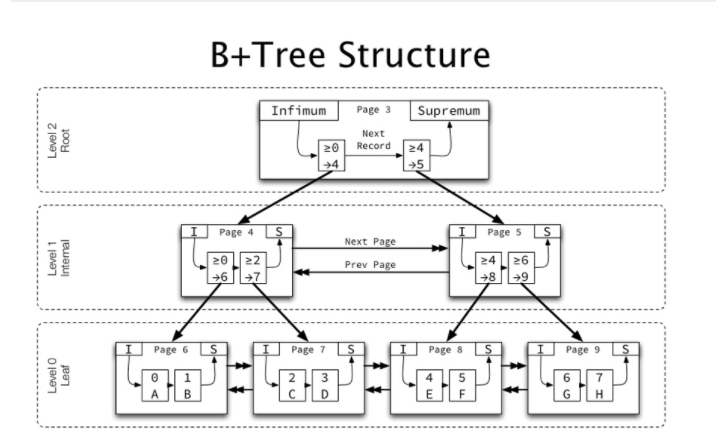 B+Tree Structure
Level 2
Root
Infimum Page 3 Supremum
Next
Record
≥0 ≥4
→4 →5
Level 1
Internal
I Page 4 S
≥0 ≥2
→6 →7
Next Page
Prev Page
I Page 5 S
≥4 ≥6
→8 →9
Level 0
Leaf
I Page 6 S
0 1
A B
I Page 7 S
2 3
C D
I Page 8 S
4 5
E F
I Page 9 S
6 7
G H